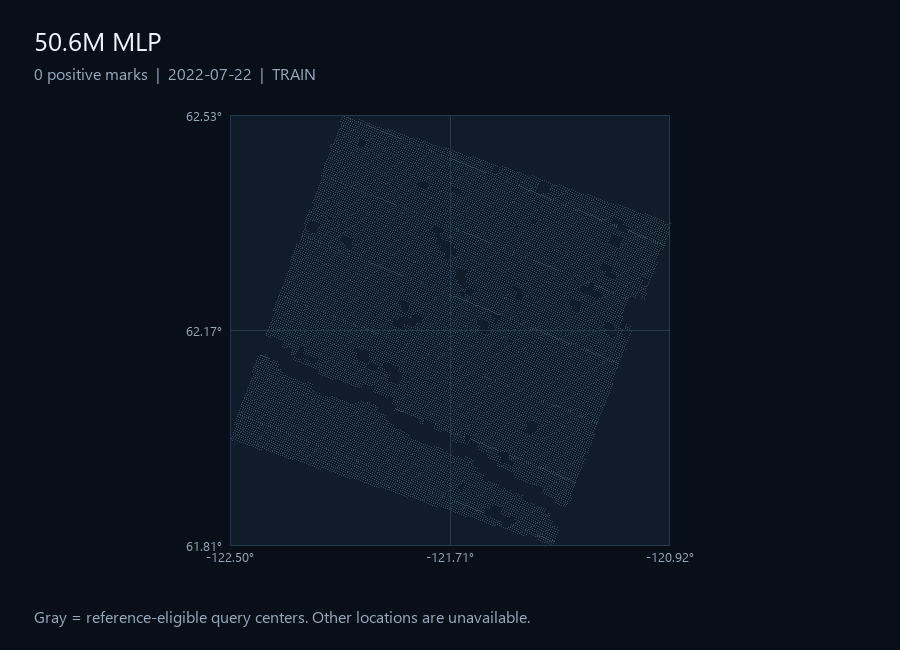 50.6M MLP
0 positive marks | 2022-07-22 | TRAIN
62.53°
62.17°
61.81°
-122.50° -121.71° -120.92°
Gray = reference-eligible query centers. Other locations are unavailable.